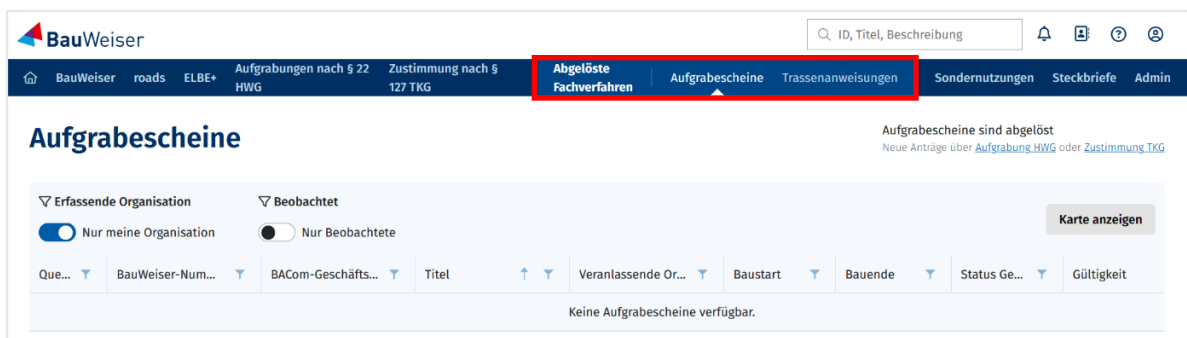 BauWeiser
ID, Titel, Beschreibung
BauWeiser roads ELBE+ Aufgrabungen nach § 22 HWG Zustimmung nach § 127 TKG Abgelöste Fachverfahren Aufgrabescheine Trassenanweisungen Sondernutzungen Steckbriefe Admin
Aufgrabescheine
Aufgrabescheine sind abgelöst
Neue Anträge über Aufgrabung HWG oder Zustimmung TKG
Erfassende Organisation Beobachtet
Nur meine Organisation Nur Beobachtete
Karte anzeigen
Que... BauWeiser-Num... BACom-Geschäfts... Titel Veranlassende Or... Baustart Bauende Status Ge... Gültigkeit
Keine Aufgrabescheine verfügbar.